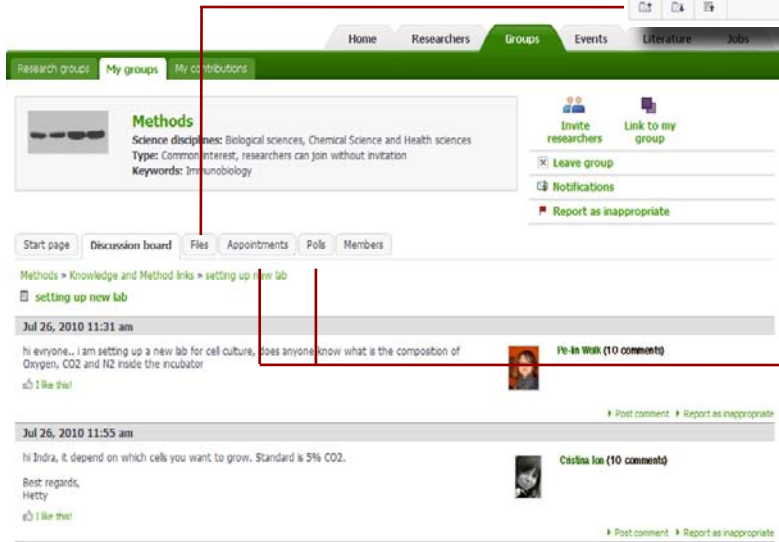 Home Researchers Groups Events Literature Jobs
Research groups My groups My contributions
Methods
Science disciplines: Biological sciences, Chemical Science and Health sciences
Type: Common interest, researchers can join without invitation
Keywords: Immunobiology
Invite researchers
Link to my group
Leave group
Notifications
Report as inappropriate
Start page Discussion board Files Appointments Polls Members
Methods » Knowledge and Method links » setting up new lab
setting up new lab
Jul 26, 2010 11:31 am
hi evryone.. i am setting up a new lab for cell culture, does anyone know what is the composition of
Oxygen, CO2 and N2 inside the incubator
Pe-lin Wolk (10 comments)
I like this!
Post comment Report as inappropriate
Jul 26, 2010 11:55 am
hi Indra, it depend on which cels you want to grow. Standard is 5% CO2.
Cristina Ion (10 comments)
Best regards,
Hetty
I like this!
Post comment Report as inappropriate